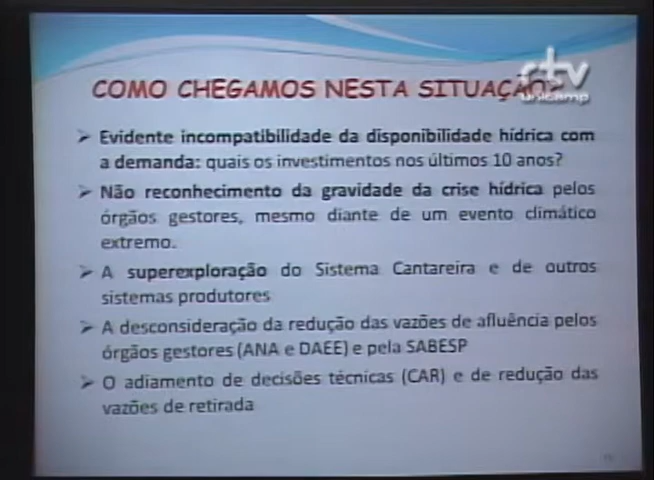 COMO CHEGAMOS NESTA SITUAÇÃO?
rtv
unicamp
➢ Evidente incompatibilidade da disponibilidade hídrica com
a demanda: quais os investimentos nos últimos 10 anos?
➢ Não reconhecimento da gravidade da crise hídrica pelos
órgãos gestores, mesmo diante de um evento climático
extremo.
➢ A superexploração do Sistema Cantareira e de outros
sistemas produtores
➢ A desconsideração da redução das vazões de afluência pelos
órgãos gestores (ANA e DAEE) e pela SABESP
➢ O adiamento de decisões técnicas (CAR) e de redução das
vazões de retirada